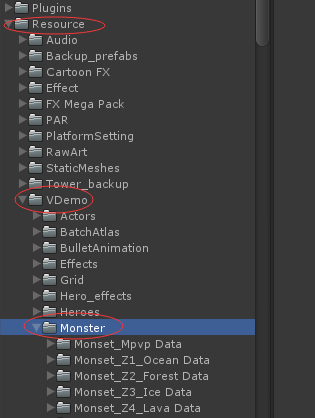 Plugins
Resource
Audio
Backup_prefabs
Cartoon FX
Effect
FX Mega Pack
PAR
PlatformSetting
RawArt
StaticMeshes
Tower_backup
VDemo
Actors
BatchAtlas
BulletAnimation
Effects
Grid
Hero_effects
Heroes
Monster
Monset_Mpvp Data
Monset_Z1_Ocean Data
Monset_Z2_Forest Data
Monset_Z3_Ice Data
Monset_Z4_Lava Data